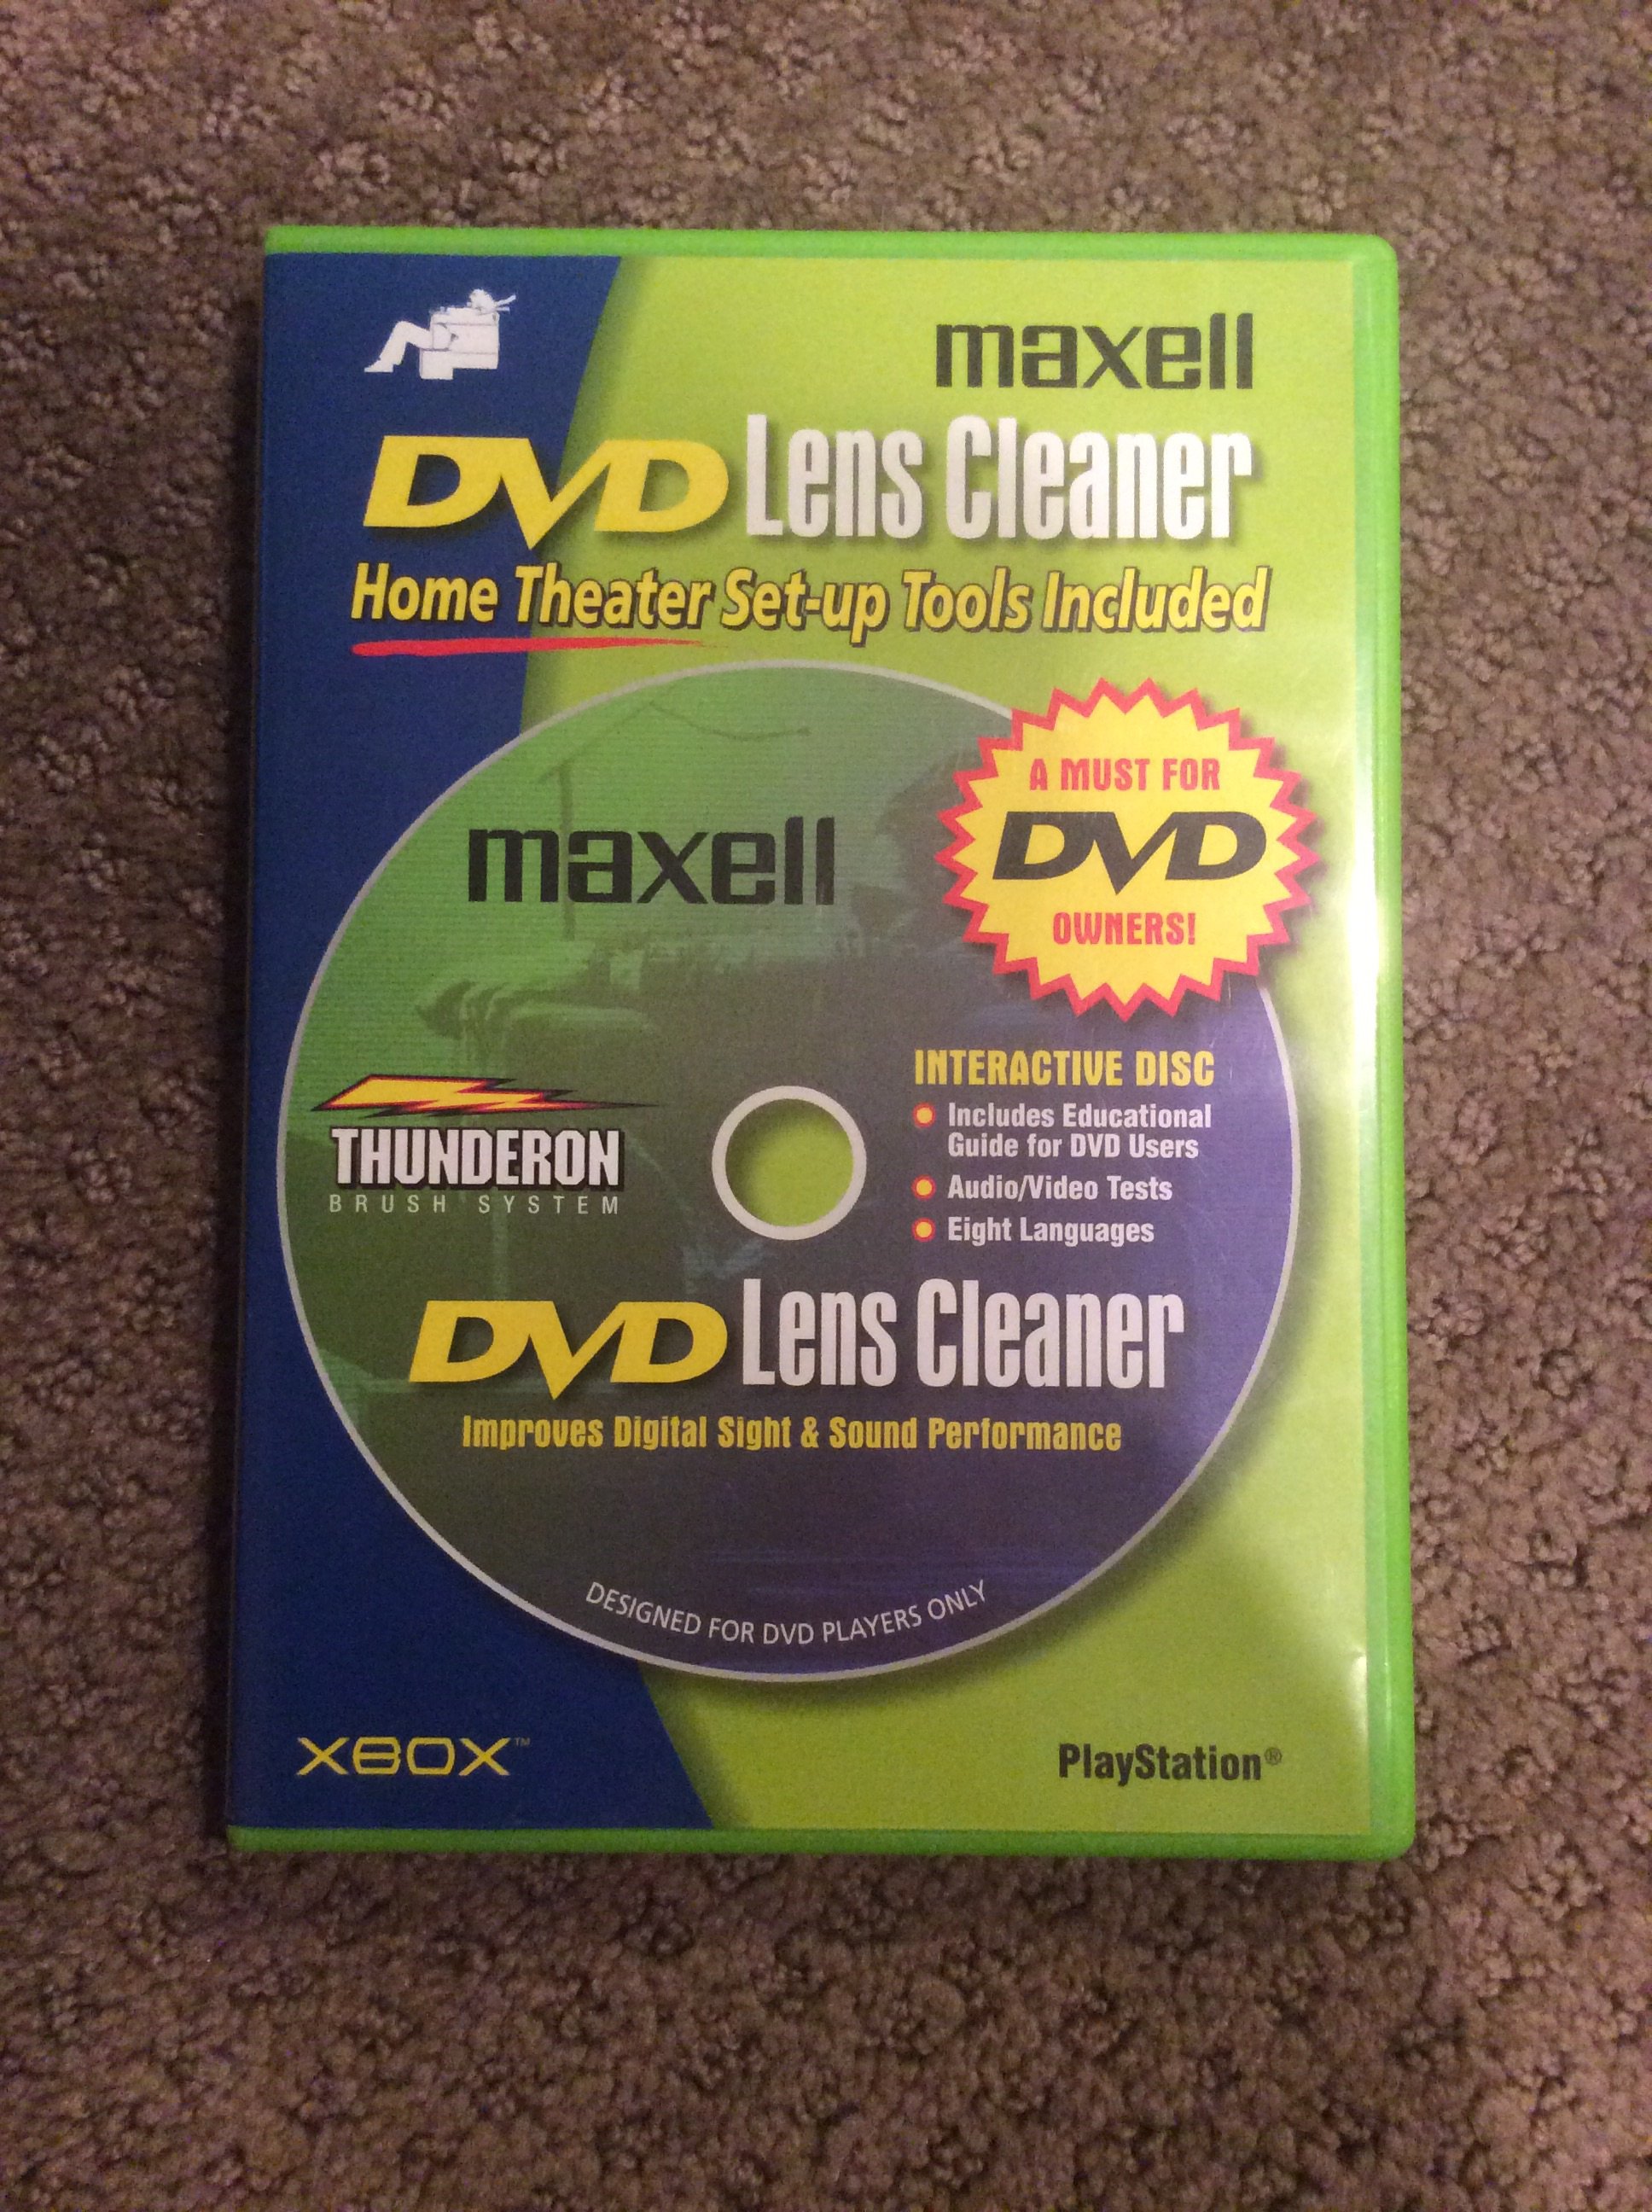 maxell
DVD Lens Cleaner
Home Theater Set-up Tools Included
A MUST FOR
DVD
OWNERS!
maxell
INTERACTIVE DISC
Includes Educational
Guide for DVD Users
Audio/Video Tests
Eight Languages
THUNDERON
BRUSH SYSTEM
DVD Lens Cleaner
Improves Digital Sight & Sound Performance
DESIGNED FOR DVD PLAYERS ONLY
XBOX™
PlayStation®